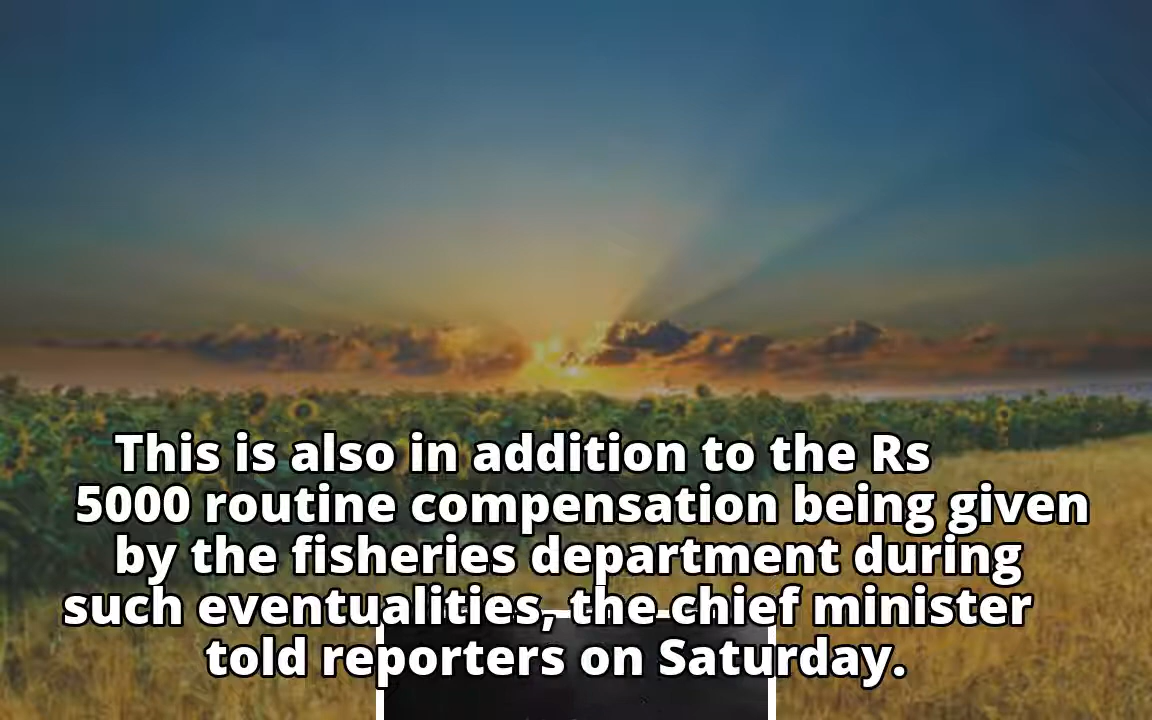 This is also in addition to the Rs
5000 routine compensation being given
by the fisheries department during
such eventualities, the chief minister
told reporters on Saturday.